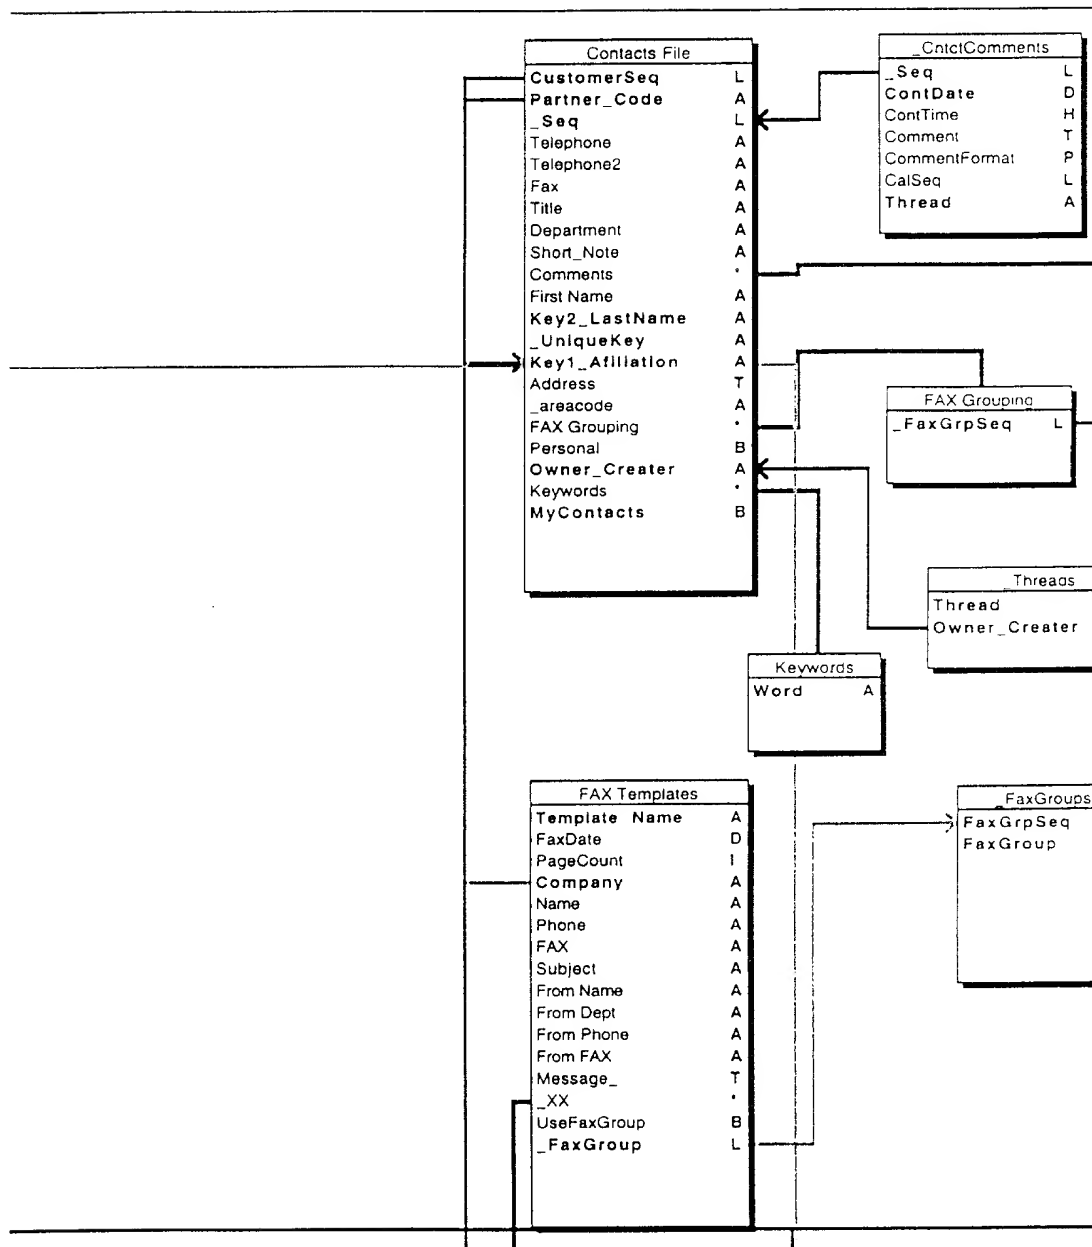 Contacts File
CustomerSeq L
Partner_Code A
_Seq L
Telephone A
Telephone2 A
Fax A
Title A
Department A
Short_Note A
Comments *
First Name A
Key2_LastName A
_UniqueKey A
Key1_Afiliation A
Address T
_areacode A
FAX Grouping *
Personal B
Owner_Creater A
Keywords *
MyContacts B
_CntctComments
_Seq L
ContDate D
ContTime H
Comment T
CommentFormat P
CalSeq L
Thread A
FAX Grouping
_FaxGrpSeq L
_Threads
Thread
Owner_Creater
Keywords
Word A
FAX Templates
Template Name A
FaxDate D
PageCount I
Company A
Name A
Phone A
FAX A
Subject A
From Name A
From Dept A
From Phone A
From FAX A
Message_ T
_XX *
UseFaxGroup B
_FaxGroup L
_FaxGroups
FaxGrpSeq
FaxGroup